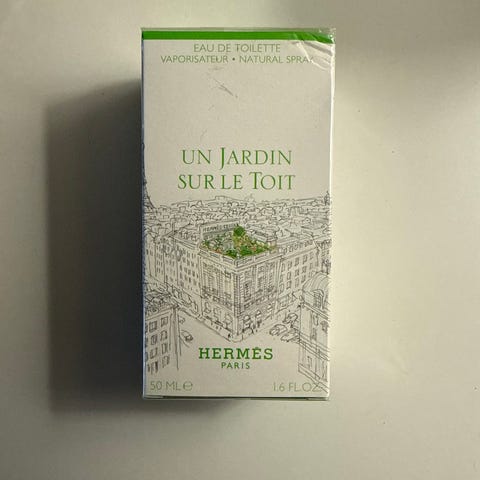 EAU DE TOILETTE
VAPORISATEUR • NATURAL SPRAY
UN JARDIN
SUR LE TOIT
HERMÈS
PARIS
50 ML ℮
1.6 FL.OZ